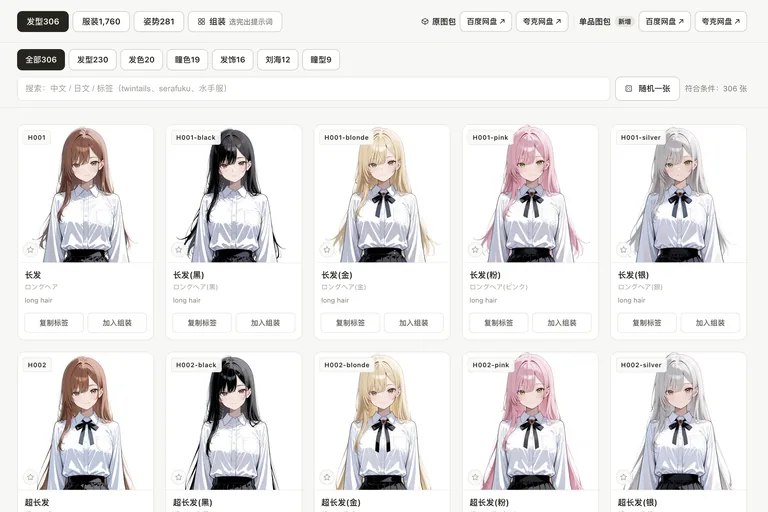 发型306 服装1,760 姿势281 组装 选完出提示词 原图包 百度网盘 夸克网盘 单品图包 新增 百度网盘 夸克网盘
全部306 发型230 发色20 瞳色19 发饰16 刘海12 瞳型9
搜索：中文 / 日文 / 标签（twintails、serafuku、水手服） 随机一张 符合条件：306 张
H001 H001-black H001-blonde H001-pink H001-silver
长发 长发(黑) 长发(金) 长发(粉) 长发(银)
ロングヘア ロングヘア(黒) ロングヘア(金) ロングヘア(ピンク) ロングヘア(銀)
long hair long hair long hair long hair long hair
复制标签 加入组装 复制标签 加入组装 复制标签 加入组装 复制标签 加入组装 复制标签 加入组装
H002 H002-black H002-blonde H002-pink H002-silver
超长发 超长发(黑) 超长发(金) 超长发(粉) 超长发(银)